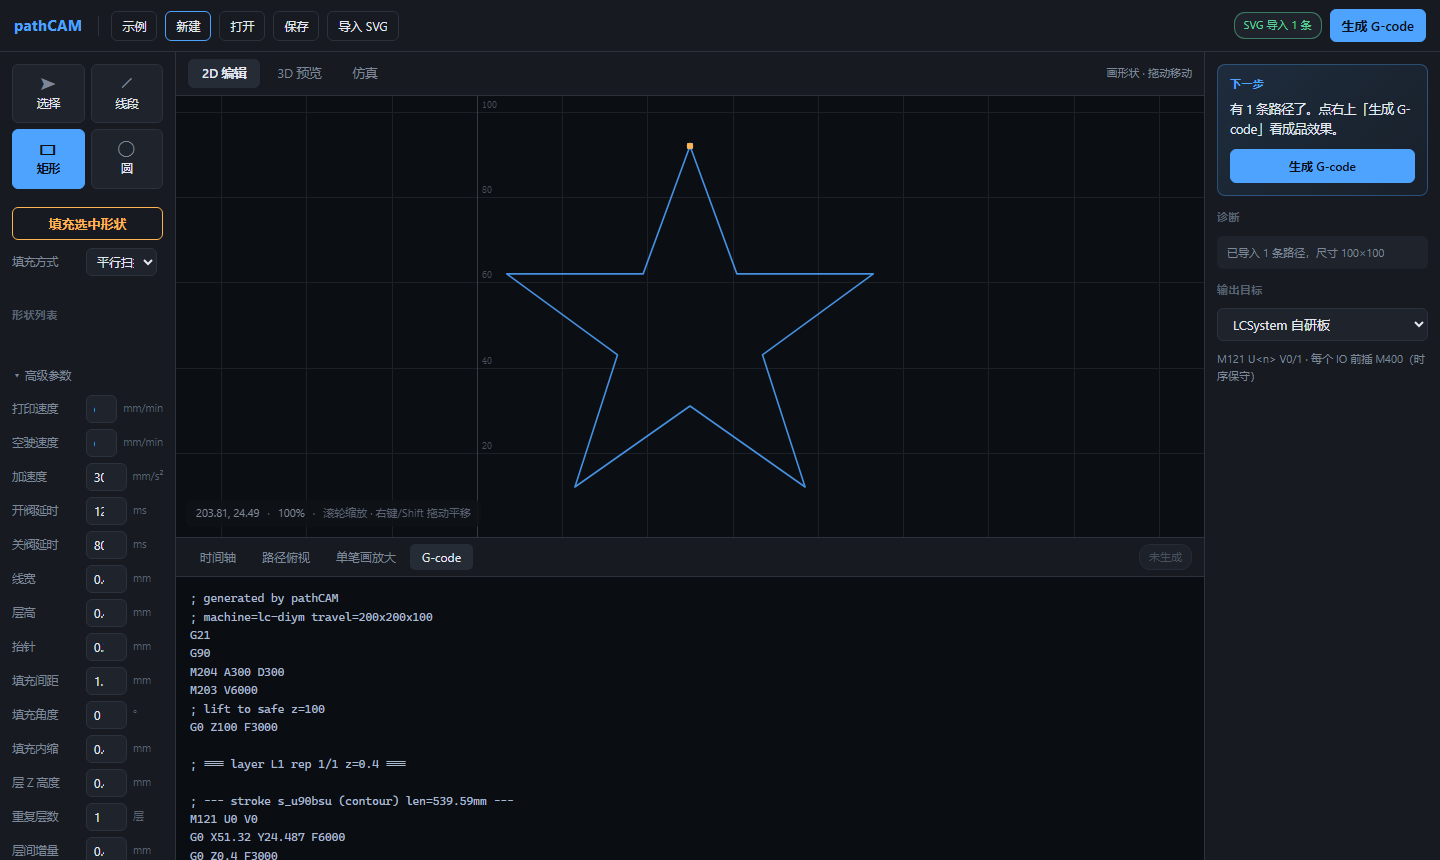 pathCAM
示例
新建
打开
保存
导入 SVG
SVG 导入 1 条
生成 G-code
选择
线段
矩形
圆
填充选中形状
填充方式
平行扫
形状列表
高级参数
打印速度
mm/min
空驶速度
mm/min
加速度
30
mm/s²
开阀延时
12
ms
关阀延时
80
ms
线宽
0.
mm
层高
0.
mm
抬针
0.
mm
填充间距
1.
mm
填充角度
0
°
填充内缩
0.
mm
层 Z 高度
0.
mm
重复层数
1
层
层间增量
0.
mm
2D 编辑
3D 预览
仿真
画形状 · 拖动移动
100
80
60
40
20
203.81, 24.49 · 100% · 滚轮缩放 · 右键/Shift 拖动平移
时间轴
路径俯视
单笔画放大
G-code
未生成
; generated by pathCAM
; machine=lc-diym travel=200x200x100
G21
G90
M204 A300 D300
M203 V6000
; lift to safe z=100
G0 Z100 F3000
; === layer L1 rep 1/1 z=0.4 ===
; --- stroke s_u90bsu (contour) len=539.59mm ---
M121 U0 V0
G0 X51.32 Y24.487 F6000
G0 Z0.4 F3000
下一步
有 1 条路径了。点右上「生成 G-
code」看成品效果。
生成 G-code
诊断
已导入 1 条路径，尺寸 100×100
输出目标
LCSystem 自研板
M121 U<n> V0/1 · 每个 IO 前插 M400（时
序保守）